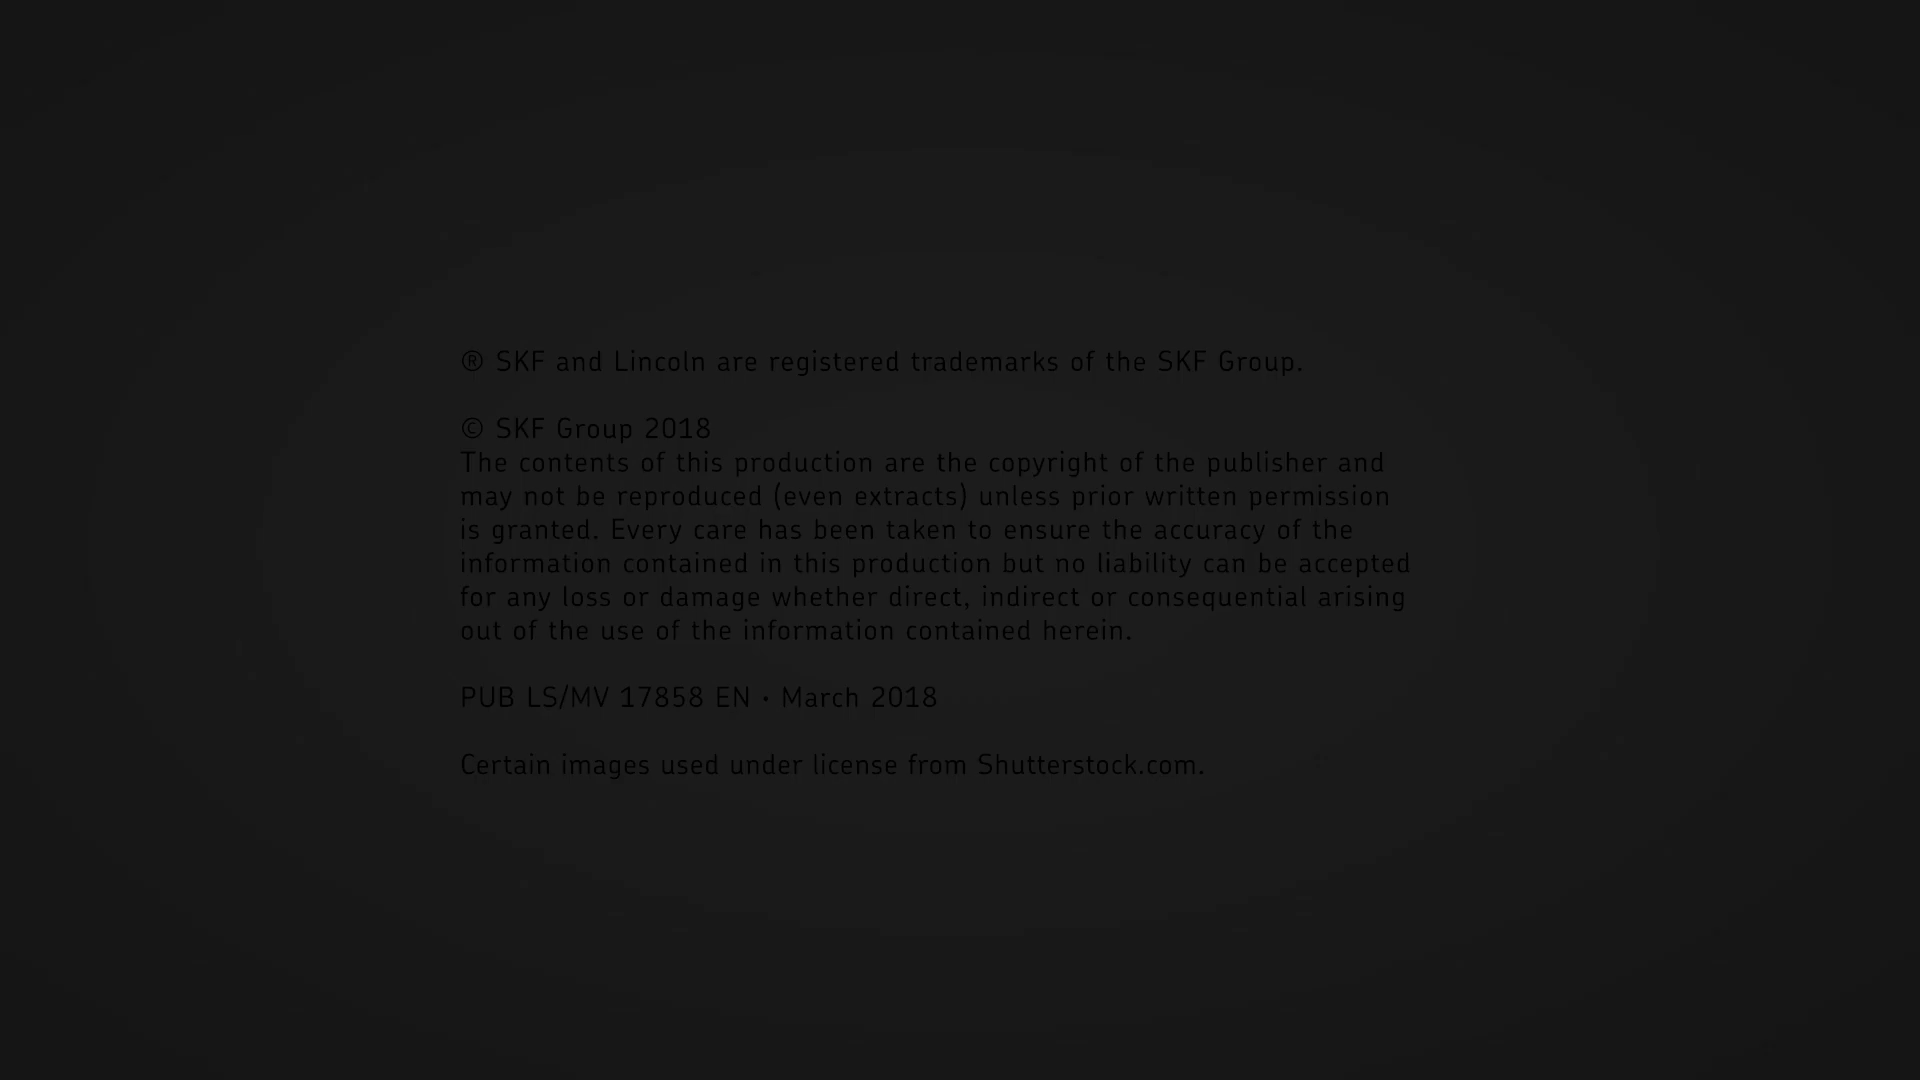 ® SKF and Lincoln are registered trademarks of the SKF Group.
© SKF Group 2018
The contents of this production are the copyright of the publisher and
may not be reproduced (even extracts) unless prior written permission
is granted. Every care has been taken to ensure the accuracy of the
information contained in this production but no liability can be accepted
for any loss or damage whether direct, indirect or consequential arising
out of the use of the information contained herein.
PUB LS/MV 17858 EN · March 2018
Certain images used under license from Shutterstock.com.